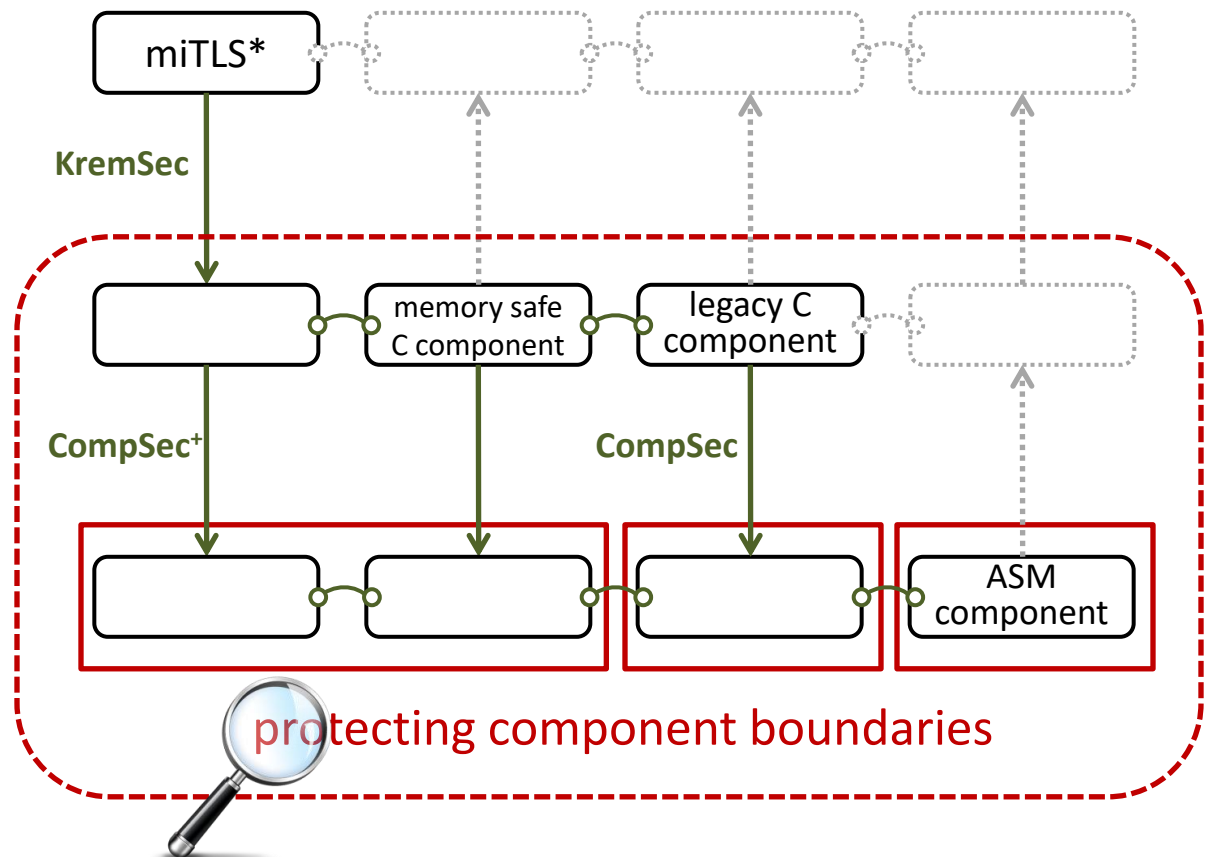 miTLS*
KremSec
memory safe
C component
legacy C
component
CompSec⁺
CompSec
ASM
component
protecting component boundaries